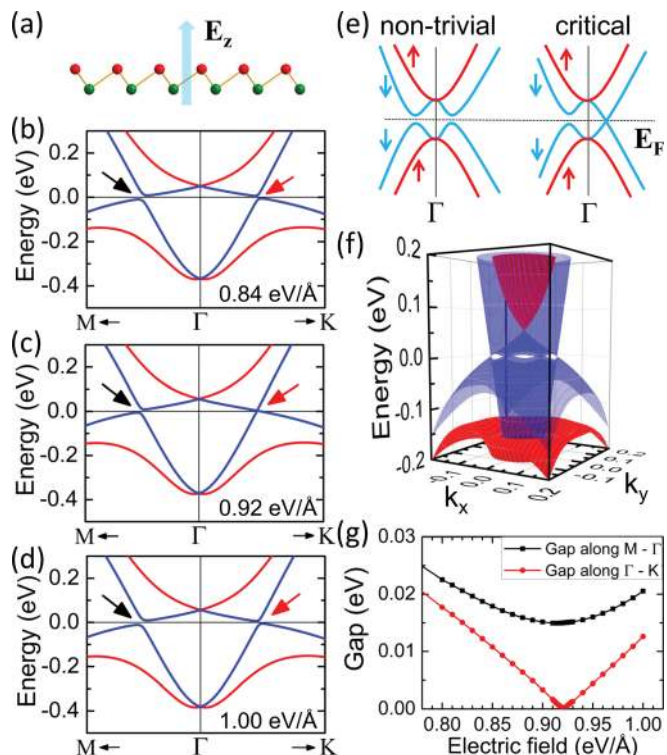 (a)
E_z
(b)
0.2
0.0
-0.2
-0.4
Energy (eV)
0.84 eV/Å
M ← Γ → K
(c)
0.2
0.0
-0.2
-0.4
Energy (eV)
0.92 eV/Å
M ← Γ → K
(d)
0.2
0.0
-0.2
-0.4
Energy (eV)
1.00 eV/Å
M ← Γ → K
(e)
non-trivial critical
E_F
Γ Γ
(f)
0.2
0.1
0.0
-0.1
-0.2
Energy (eV)
-0.1 0.0 0.1 0.2
k_x
-0.1 0.0 0.1 0.2
k_y
(g)
0.03
0.02
0.01
0.00
Gap (eV)
Gap along M - Γ
Gap along Γ - K
0.80 0.85 0.90 0.95 1.00
Electric field (eV/Å)